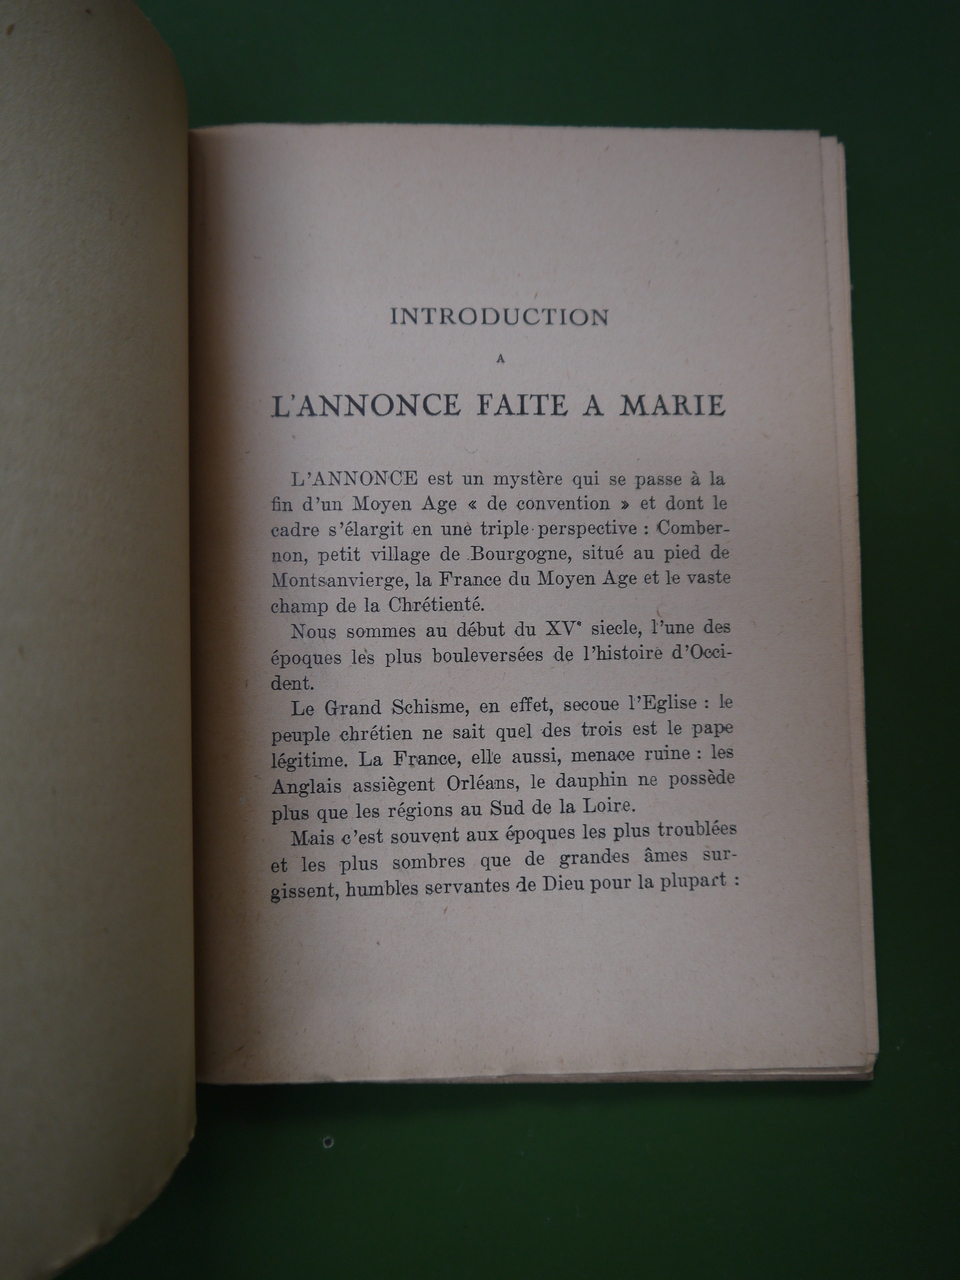 INTRODUCTION
A
L'ANNONCE FAITE A MARIE
L'ANNONCE est un mystère qui se passe à la
fin d'un Moyen Age « de convention » et dont le
cadre s'élargit en une triple perspective : Comber-
non, petit village de Bourgogne, situé au pied de
Montsanvierge, la France du Moyen Age et le vaste
champ de la Chrétienté.
Nous sommes au début du XVe siecle, l'une des
époques les plus bouleversées de l'histoire d'Occi-
dent.
Le Grand Schisme, en effet, secoue l'Eglise : le
peuple chrétien ne sait quel des trois est le pape
légitime. La France, elle aussi, menace ruine : les
Anglais assiègent Orléans, le dauphin ne possède
plus que les régions au Sud de la Loire.
Mais c'est souvent aux époques les plus troublées
et les plus sombres que de grandes âmes sur-
gissent, humbles servantes de Dieu pour la plupart :